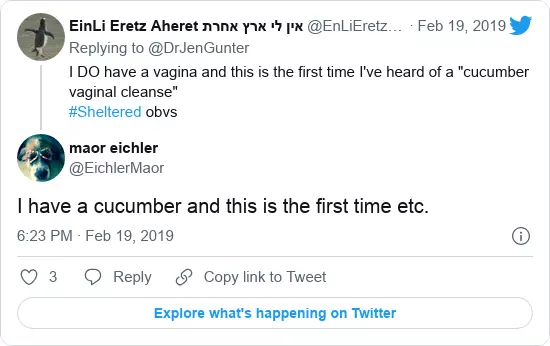 EinLi Eretz Aheret אין לי ארץ אחרת @EnLiEretz… · Feb 19, 2019
Replying to @DrJenGunter
I DO have a vagina and this is the first time I've heard of a "cucumber
vaginal cleanse"
#Sheltered obvs
maor eichler
@EichlerMaor
I have a cucumber and this is the first time etc.
6:23 PM · Feb 19, 2019
3 Reply Copy link to Tweet
Explore what's happening on Twitter